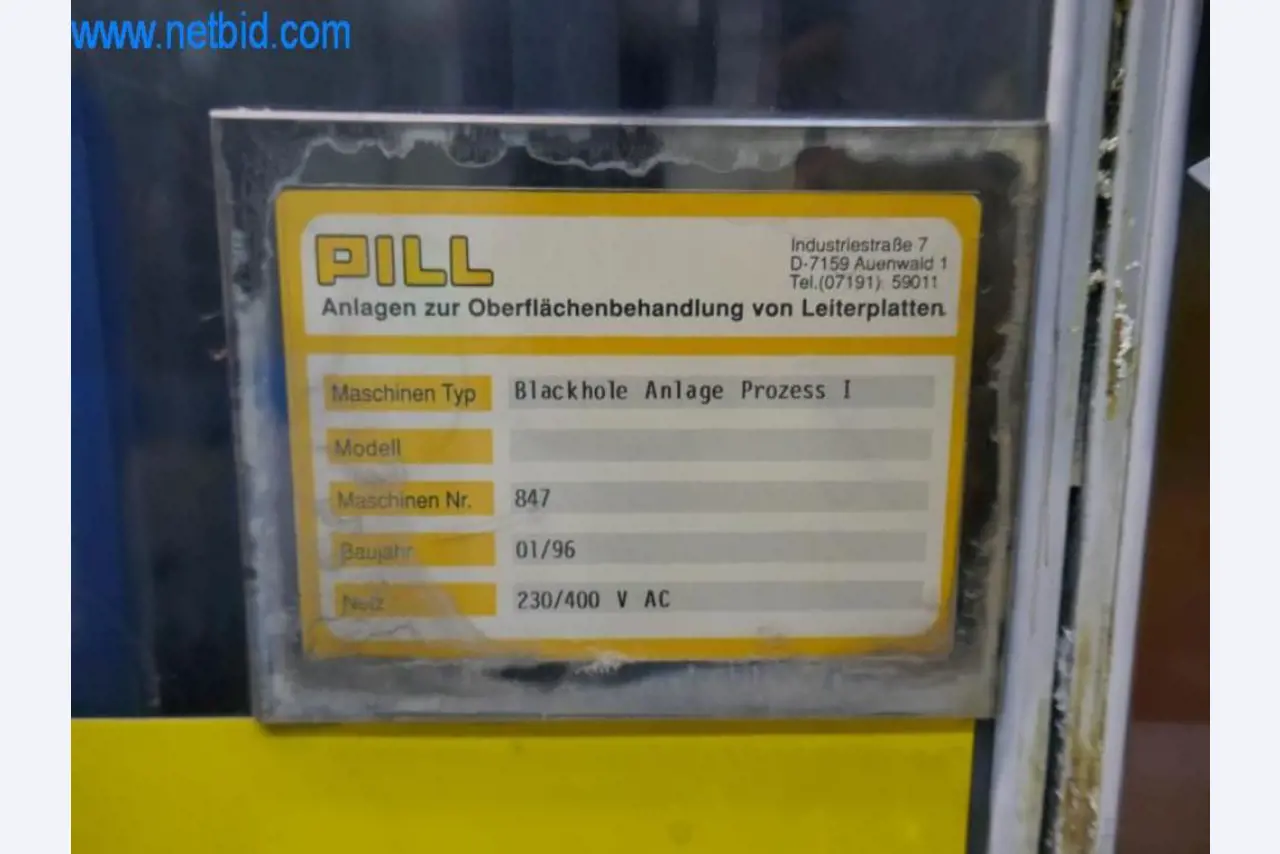 www.netbid.com
PILL
Industriestraße 7
D-7159 Auenwald 1
Tel.(07191) 59011
Anlagen zur Oberflächenbehandlung von Leiterplatten
Maschinen Typ Blackhole Anlage Prozess I
Modell
Maschinen Nr. 847
Baujahr 01/96
Netz 230/400 V AC